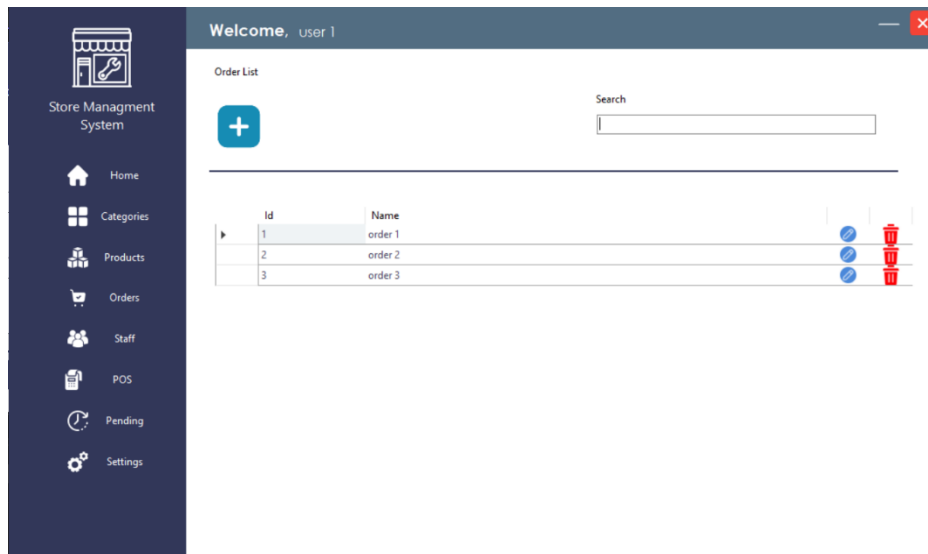 Welcome, user 1
Store Managment
System
Home
Categories
Products
Orders
Staff
POS
Pending
Settings
Order List
Search
Id Name
1 order 1
2 order 2
3 order 3